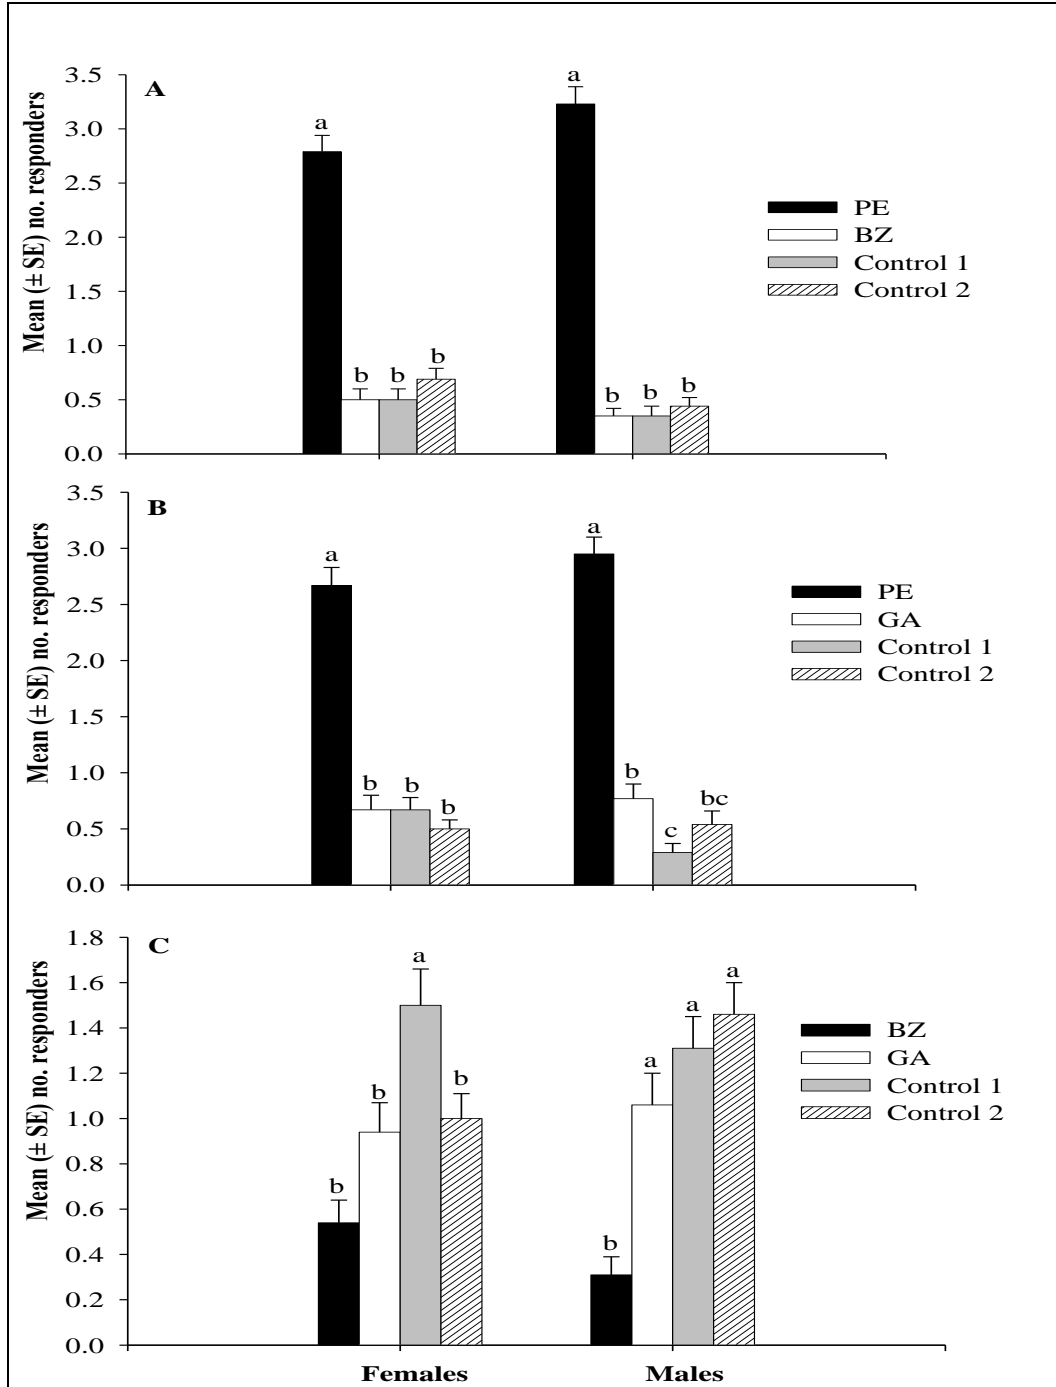 A
Mean (± SE) no. responders
3.5
3.0
2.5
2.0
1.5
1.0
0.5
0.0
a
b
b
b
a
b
b
b
PE
BZ
Control 1
Control 2
B
Mean (± SE) no. responders
3.5
3.0
2.5
2.0
1.5
1.0
0.5
0.0
a
b
b
b
a
b
c
bc
PE
GA
Control 1
Control 2
C
Mean (± SE) no. responders
1.8
1.6
1.4
1.2
1.0
0.8
0.6
0.4
0.2
0.0
b
b
a
b
b
a
a
a
BZ
GA
Control 1
Control 2
Females
Males